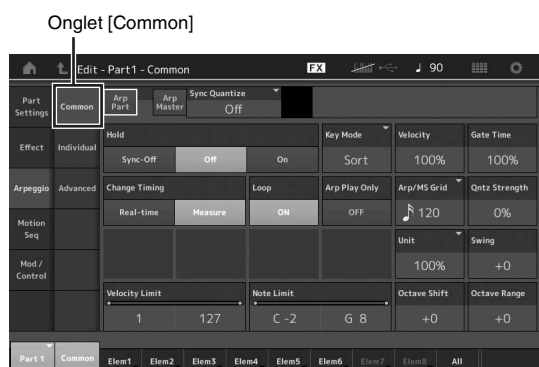 Onglet [Common]
Edit - Part1 - Common
FX
90
Part Settings
Common
Arp Part
Arp Master
Sync Quantize
Off
Effect
Individual
Hold
Sync-Off
Off
On
Key Mode
Sort
Velocity
100%
Gate Time
100%
Arpeggio
Advanced
Change Timing
Real-time
Measure
Loop
ON
Arp Play Only
OFF
Arp/MS Grid
120
Qntz Strength
0%
Motion Seq
Unit
100%
Swing
+0
Mod / Control
Velocity Limit
1
127
Note Limit
C -2
G 8
Octave Shift
+0
Octave Range
+0
Part 1
Common
Elem1
Elem2
Elem3
Elem4
Elem5
Elem6
Elem7
Elem8
All